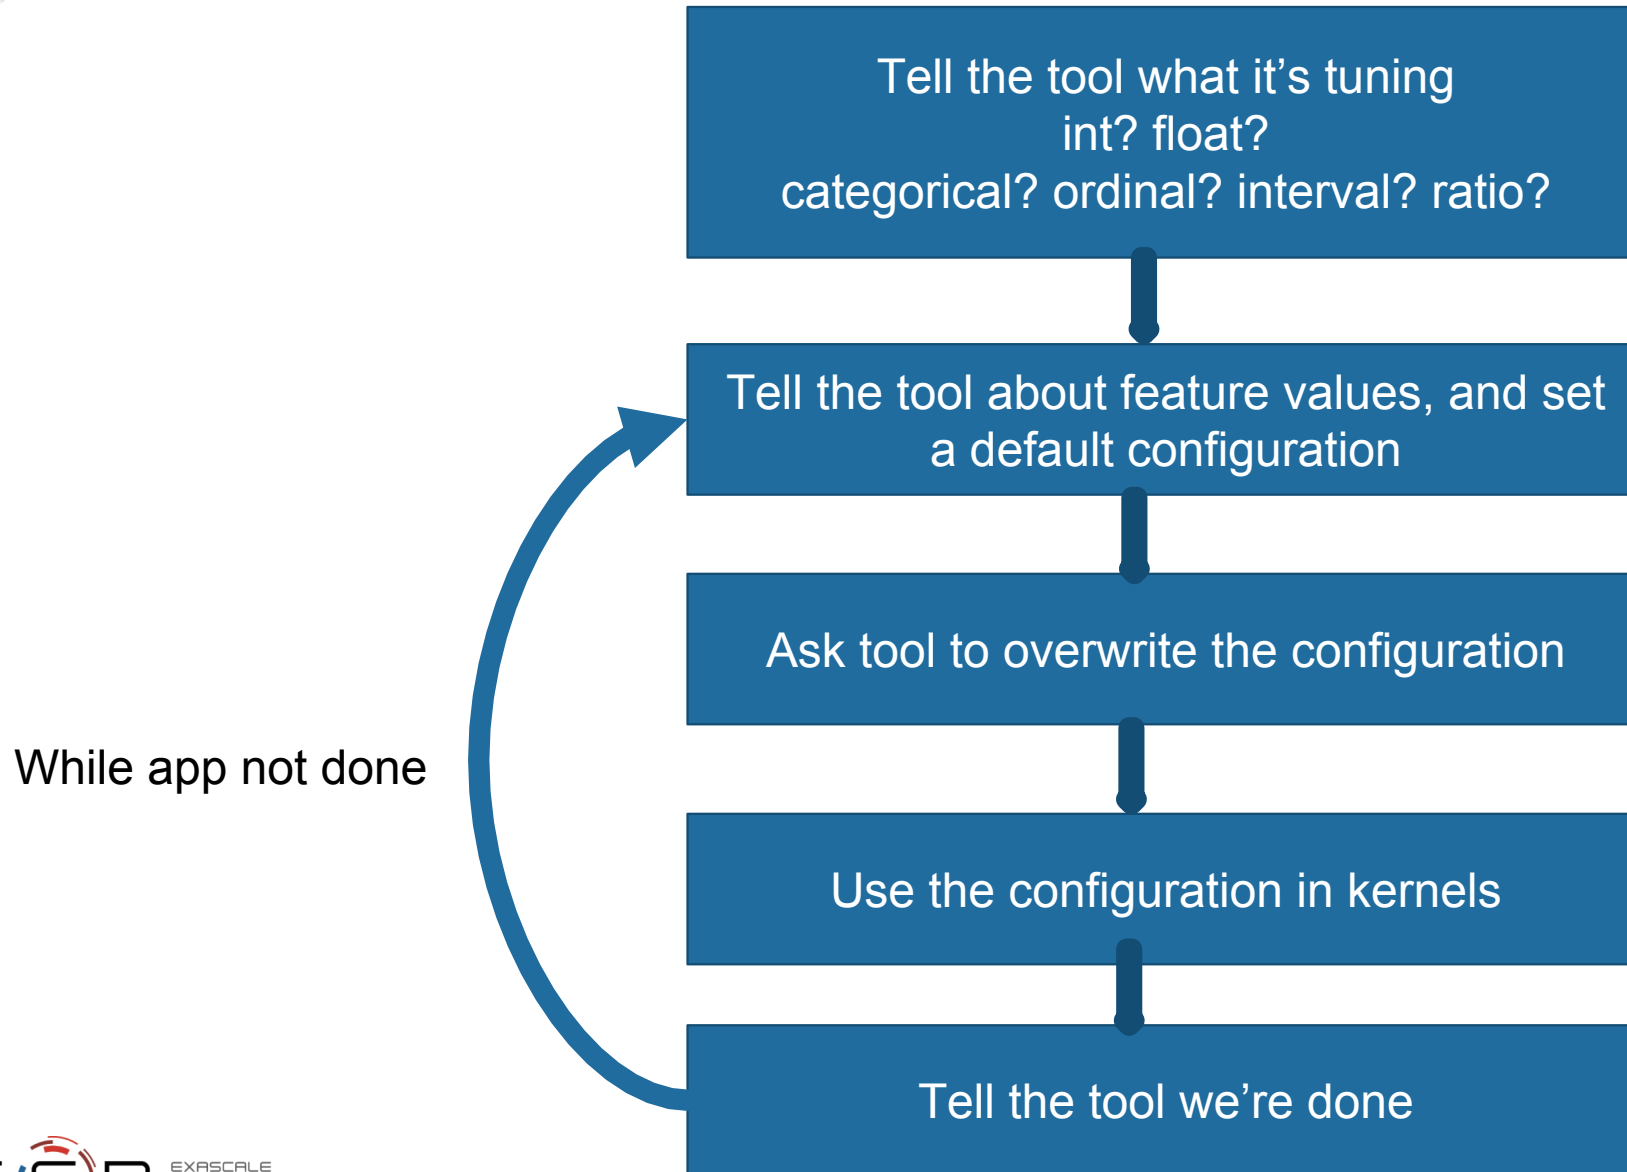 Tell the tool what it's tuning
int? float?
categorical? ordinal? interval? ratio?
Tell the tool about feature values, and set
a default configuration
Ask tool to overwrite the configuration
While app not done
Use the configuration in kernels
Tell the tool we're done
EXASCALE